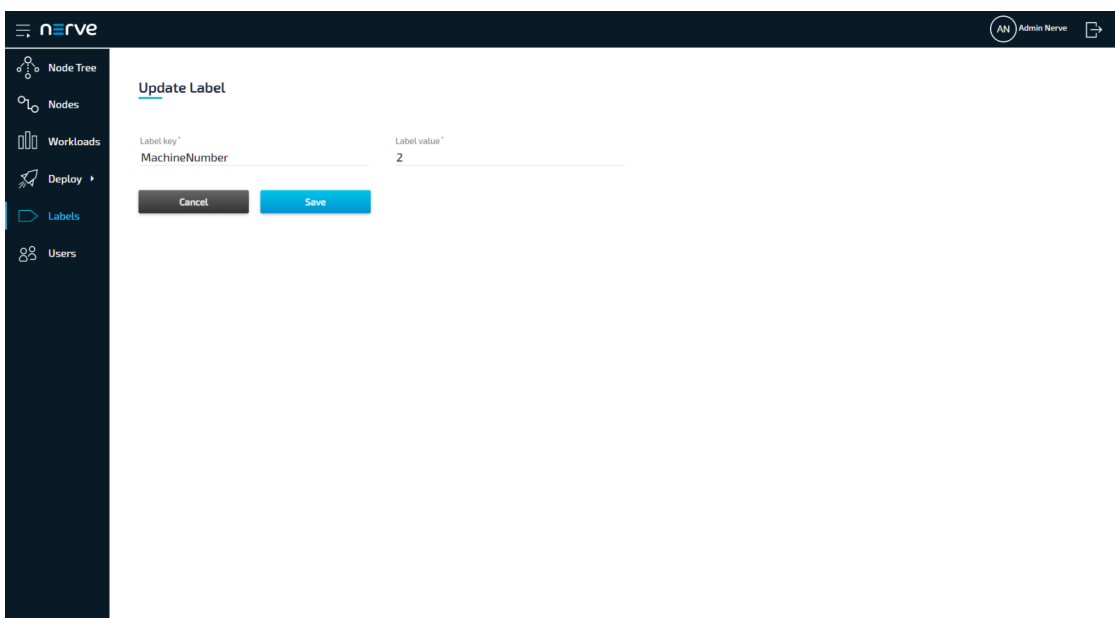 nerve
AN Admin Nerve
Node Tree
Nodes
Workloads
Deploy
Labels
Users
Update Label
Label key* Label value*
MachineNumber 2
Cancel Save